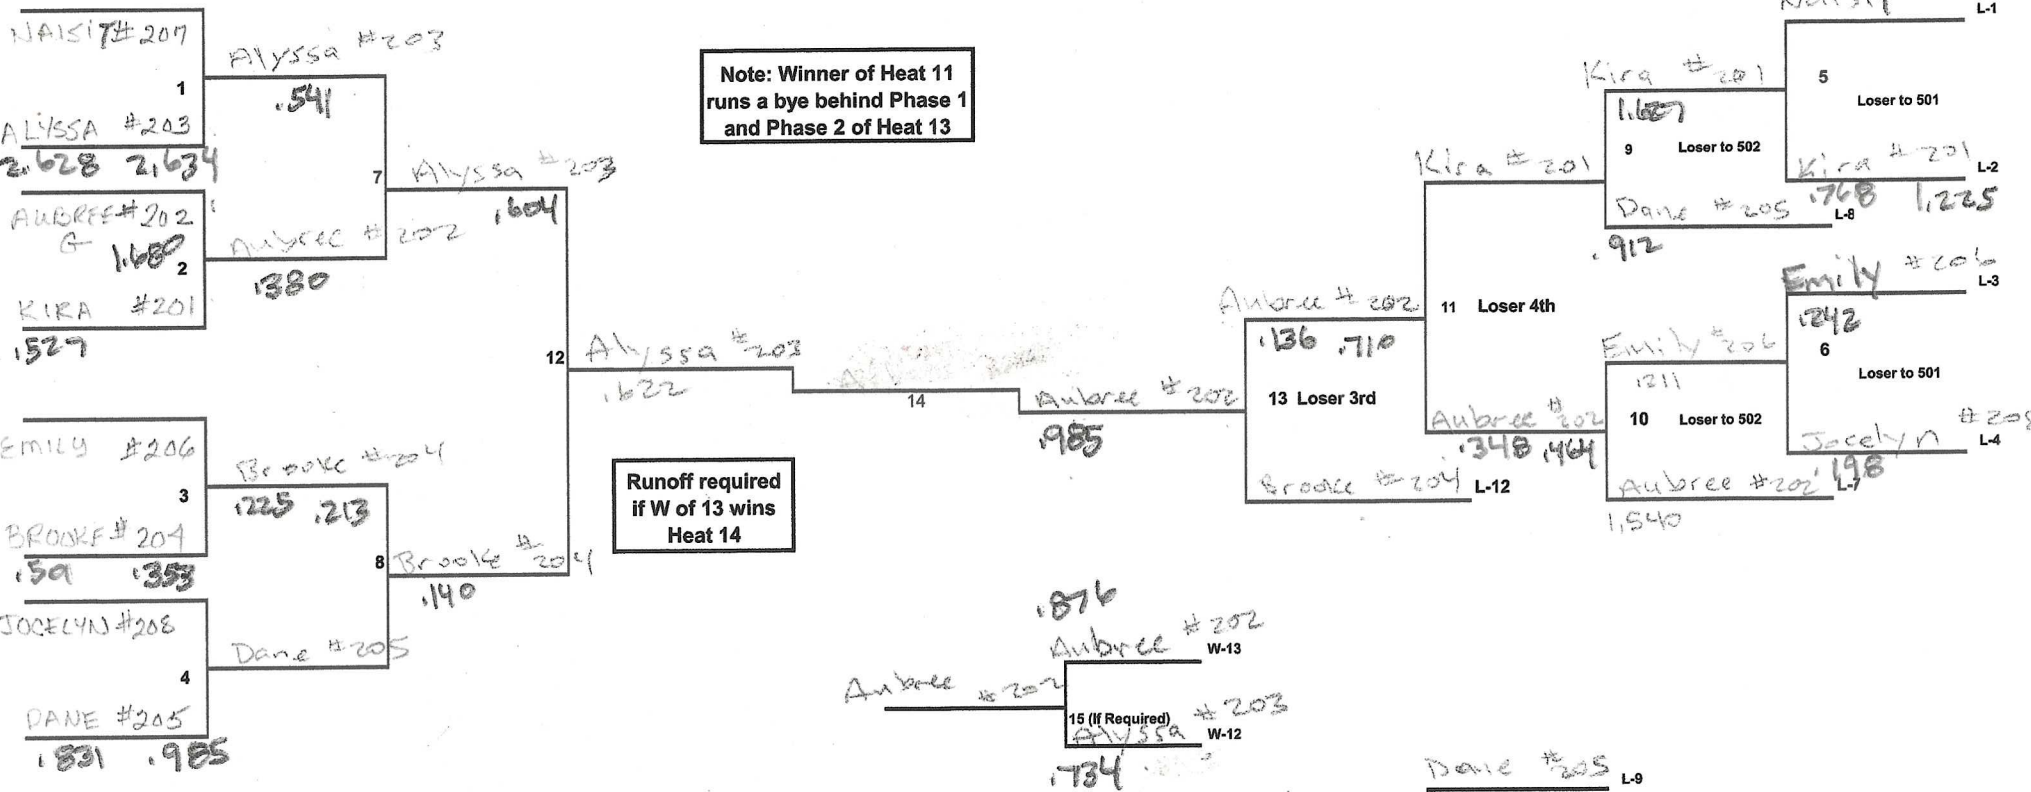 NAISIT #207
1
ALYSSA #203
2.628 2.634
Alyssa #203
.541
AUBREE #202
G
1.680
2
KIRA #201
.527
Aubree #202
.380
7
Alyssa #203
.604
EMILY #206
3
BROOKE #204
.59 .353
Brooke #204
.225 .213
JOCELYN #208
4
DANE #205
.831 .985
Dane #205
8
Brooke #204
.140
12
Alyssa #203
.622
Note: Winner of Heat 11
runs a bye behind Phase 1
and Phase 2 of Heat 13
Runoff required
if W of 13 wins
Heat 14
14
Aubree #202
.985
Aubree #202
.136 .710
13 Loser 3rd
Brooke #204 L-12
Kira #201
11 Loser 4th
Aubree #202
.348 .464
Kira #201
1.627
9 Loser to 502
Dane #205 L-8
.912
L-1
5
Loser to 501
Kira #201 L-2
.768 1.225
Emily #206 L-3
.242
6
Loser to 501
Jocelyn #208 L-4
.198
Emily #206
.211
10 Loser to 502
Aubree #202 L-7
1.540
.876
Aubree #202 W-13
Aubree #202
15 (If Required)
Alyssa #203 W-12
.734
Dane #205 L-9